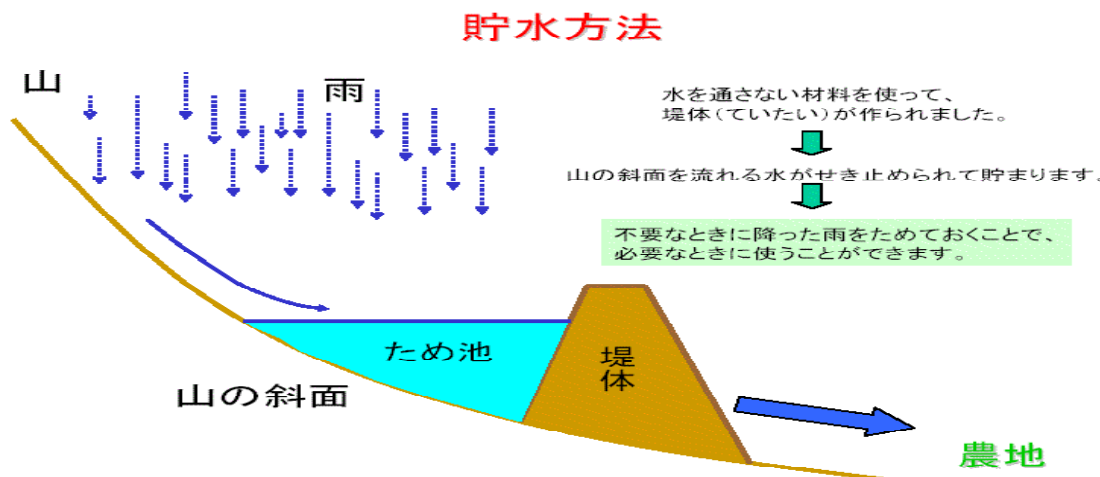 貯水方法
山
雨
水を通さない材料を使って、
堤体(ていたい)が作られました。
山の斜面を流れる水がせき止められて貯まります。
不要なときに降った雨をためておくことで、
必要なときに使うことができます。
ため池
堤体
山の斜面
農地